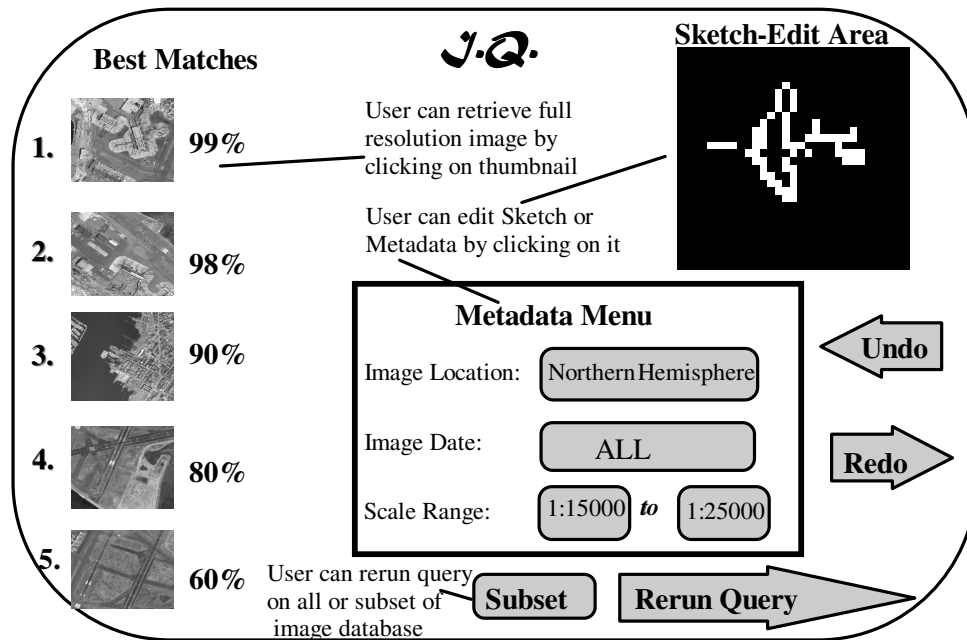 Best Matches
1. 99%
2. 98%
3. 90%
4. 80%
5. 60%
I.Q.
User can retrieve full
resolution image by
clicking on thumbnail
User can edit Sketch or
Metadata by clicking on it
Sketch-Edit Area
Metadata Menu
Image Location: Northern Hemisphere
Image Date: ALL
Scale Range: 1:15000 to 1:25000
Undo
Redo
User can rerun query
on all or subset of
image database
Subset
Rerun Query